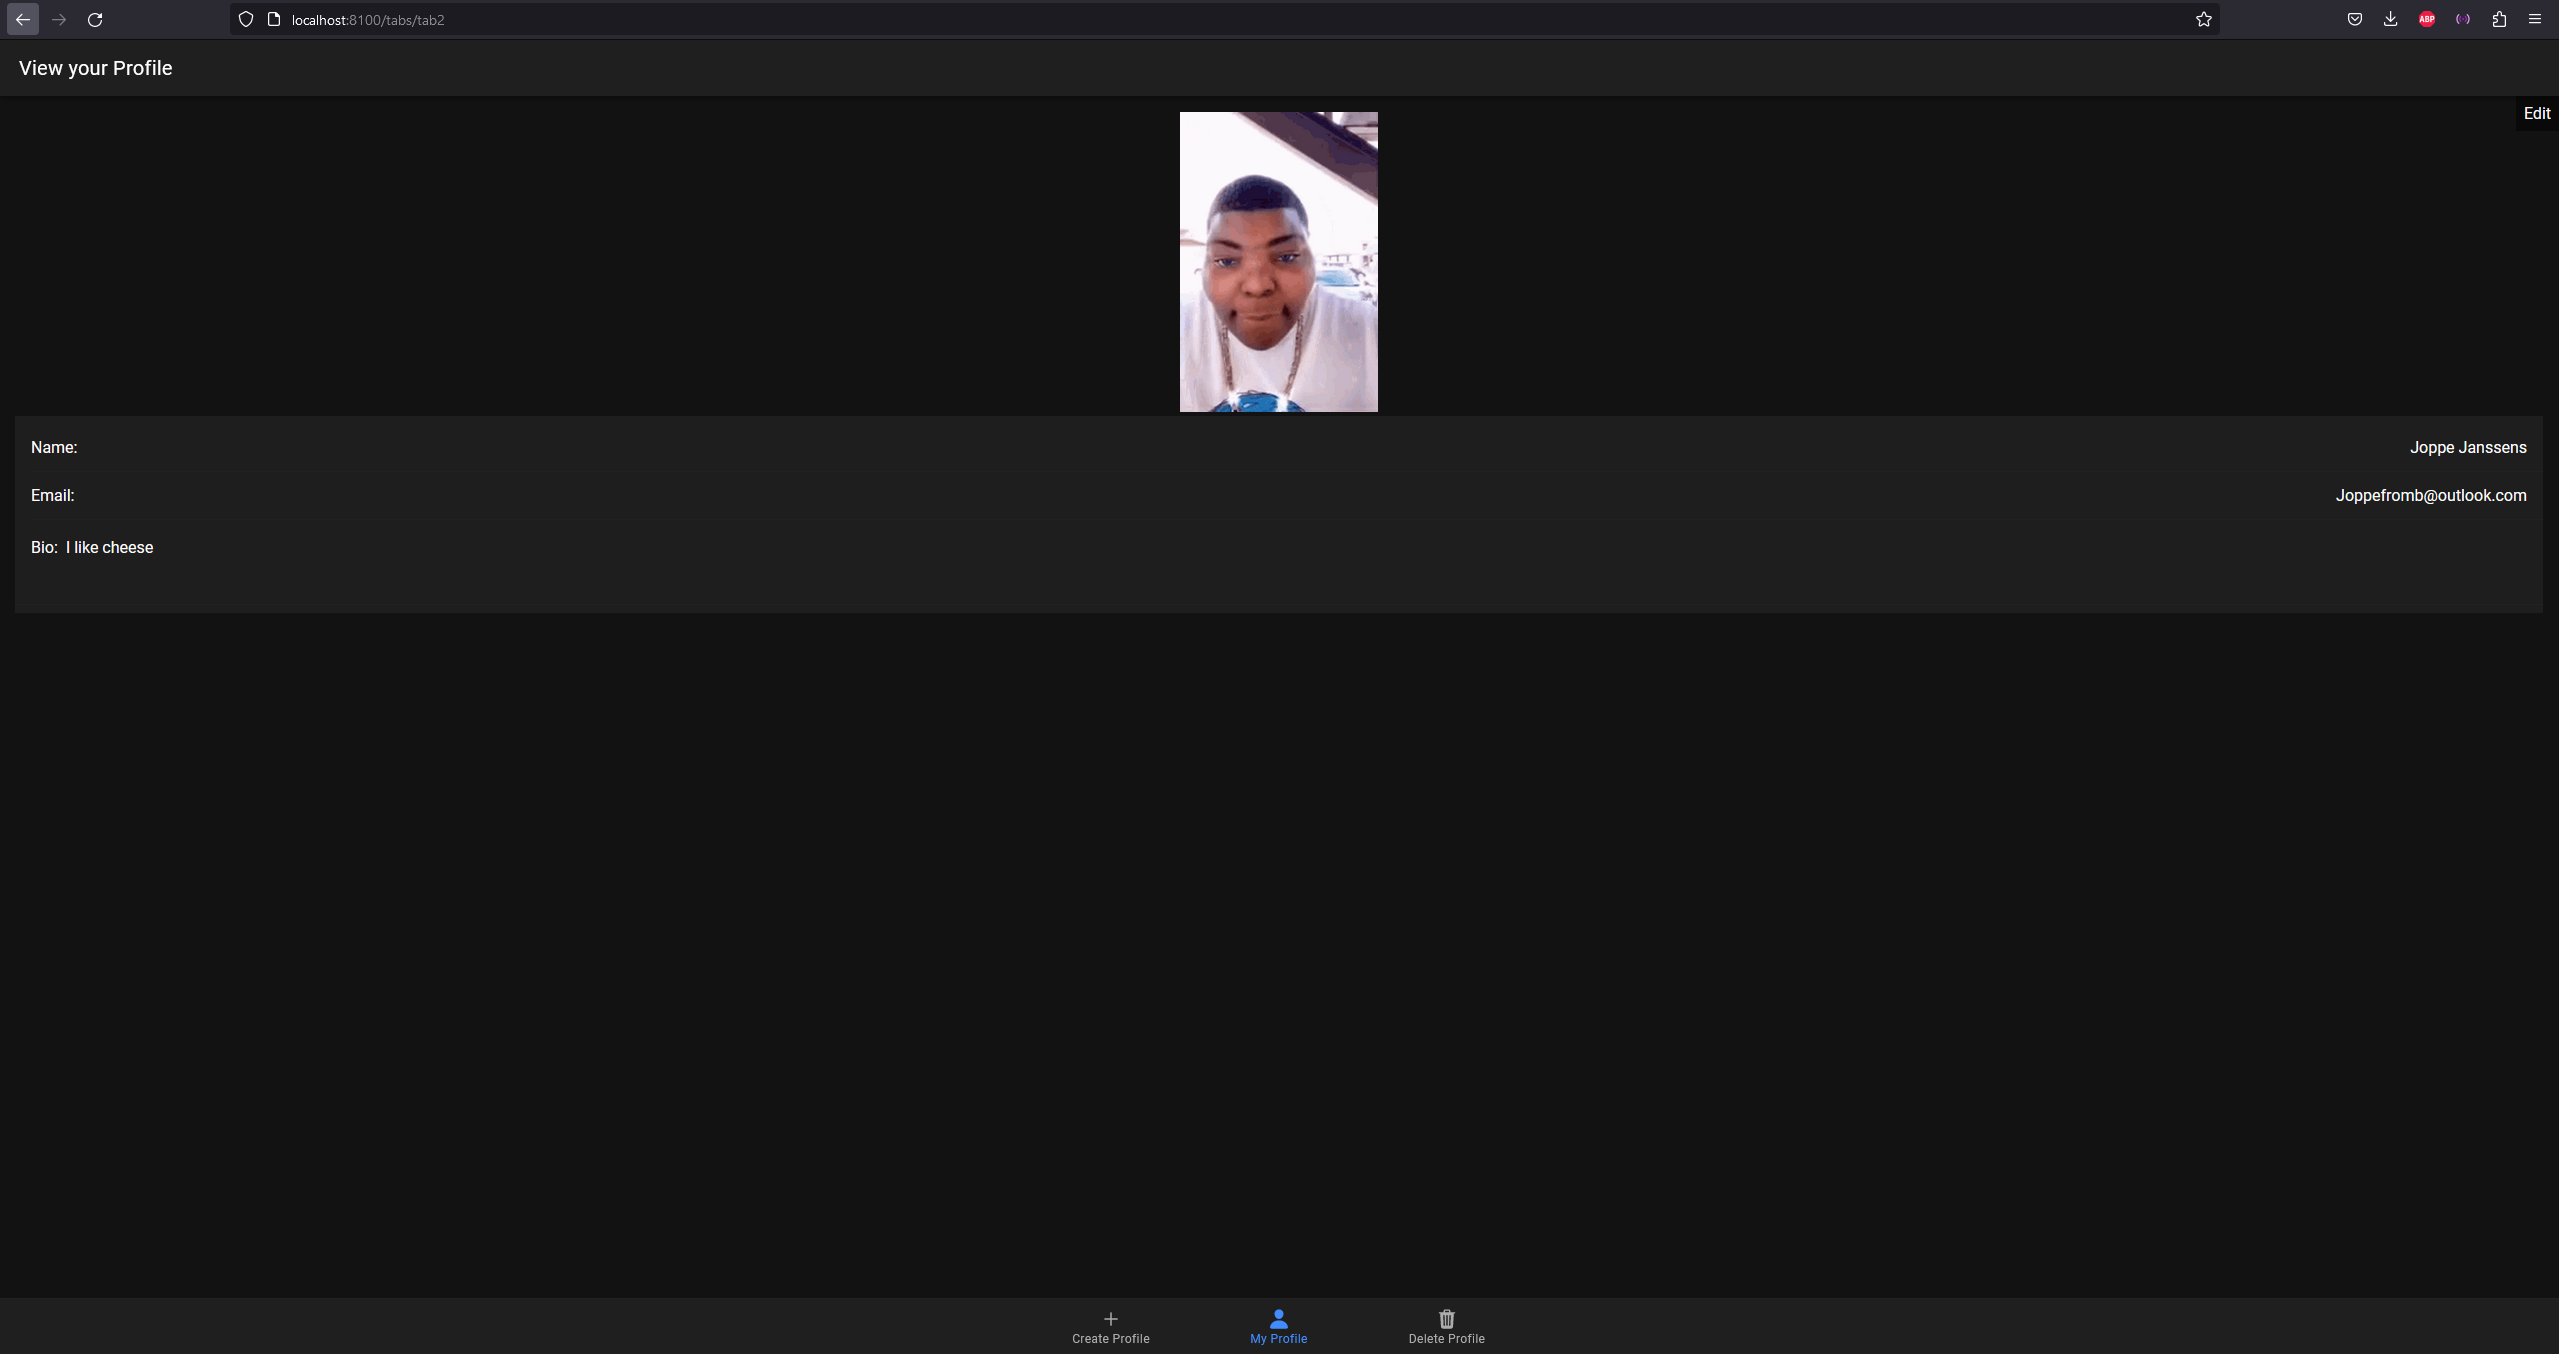 localhost:8100/tabs/tab2
ABP
View your Profile
Edit
Name: Joppe Janssens
Email: Joppefromb@outlook.com
Bio: I like cheese
Create Profile My Profile Delete Profile